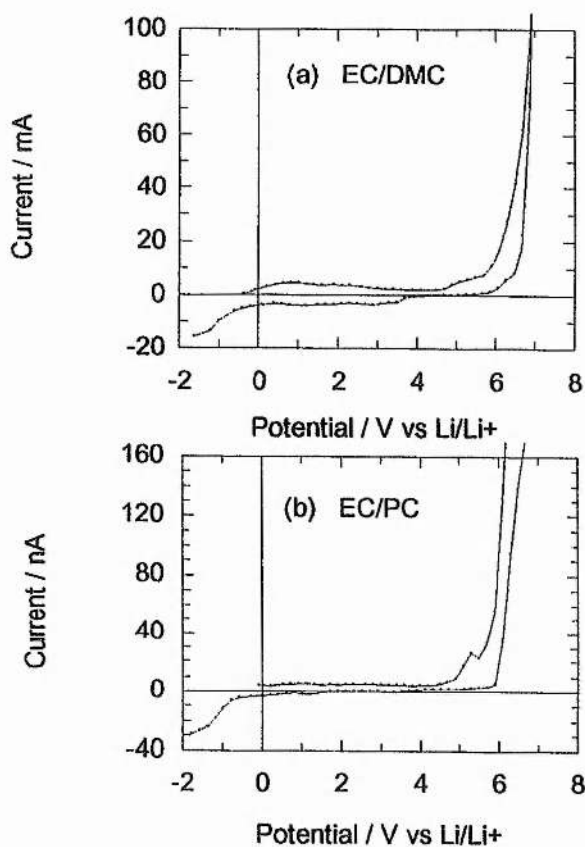 100
80
60
40
20
0
-20
Current / mA
(a) EC/DMC
-2 0 2 4 6 8
Potential / V vs Li/Li+
160
120
80
40
0
-40
Current / nA
(b) EC/PC
-2 0 2 4 6 8
Potential / V vs Li/Li+